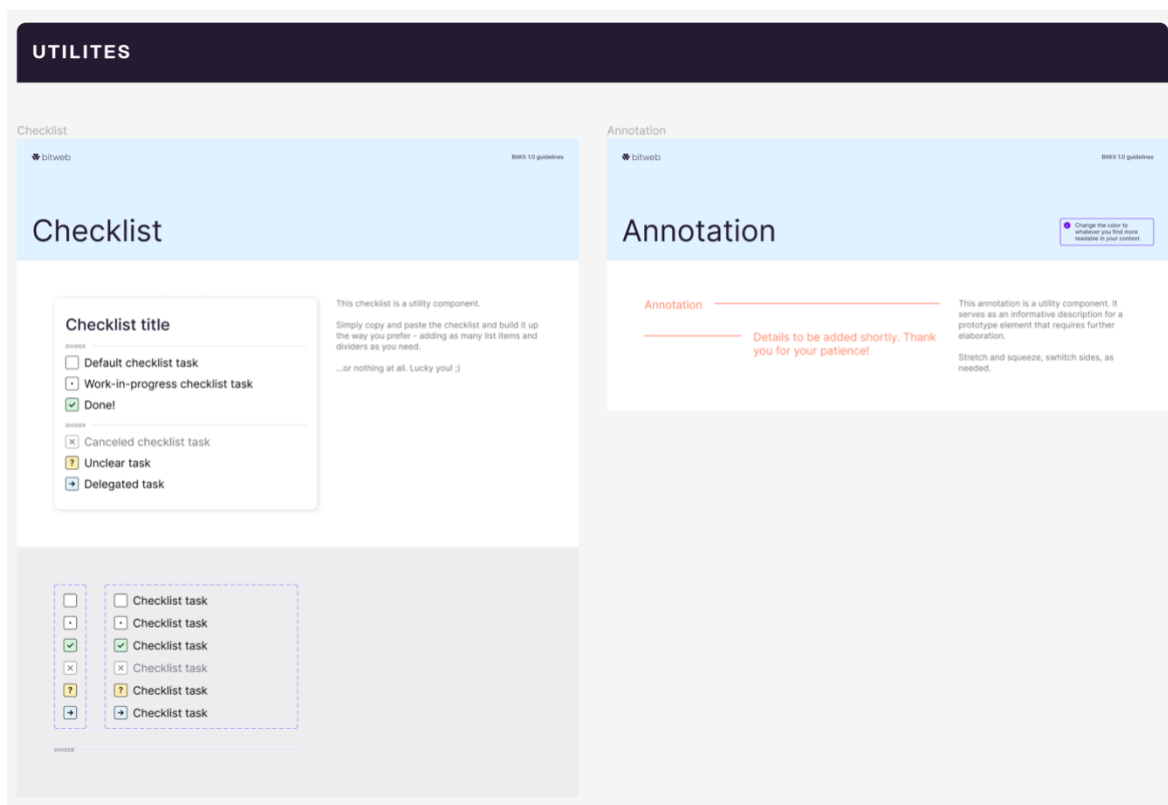 UTILITES
Checklist
bitweb
BitKit 1.0 guidelines
Checklist
Checklist title
DIVIDER
Default checklist task
Work-in-progress checklist task
Done!
DIVIDER
Canceled checklist task
Unclear task
Delegated task
This checklist is a utility component.
Simply copy and paste the checklist and build it up
the way you prefer - adding as many list items and
dividers as you need.
...or nothing at all. Lucky you! ;)
Checklist task
Checklist task
Checklist task
Checklist task
Checklist task
Checklist task
DIVIDER
Annotation
bitweb
BitKit 1.0 guidelines
Annotation
Change the color to
whatever you find more
readable in your context.
Annotation
Details to be added shortly. Thank
you for your patience!
This annotation is a utility component. It
serves as an informative description for a
prototype element that requires further
elaboration.
Stretch and squeeze, swhitch sides, as
needed.